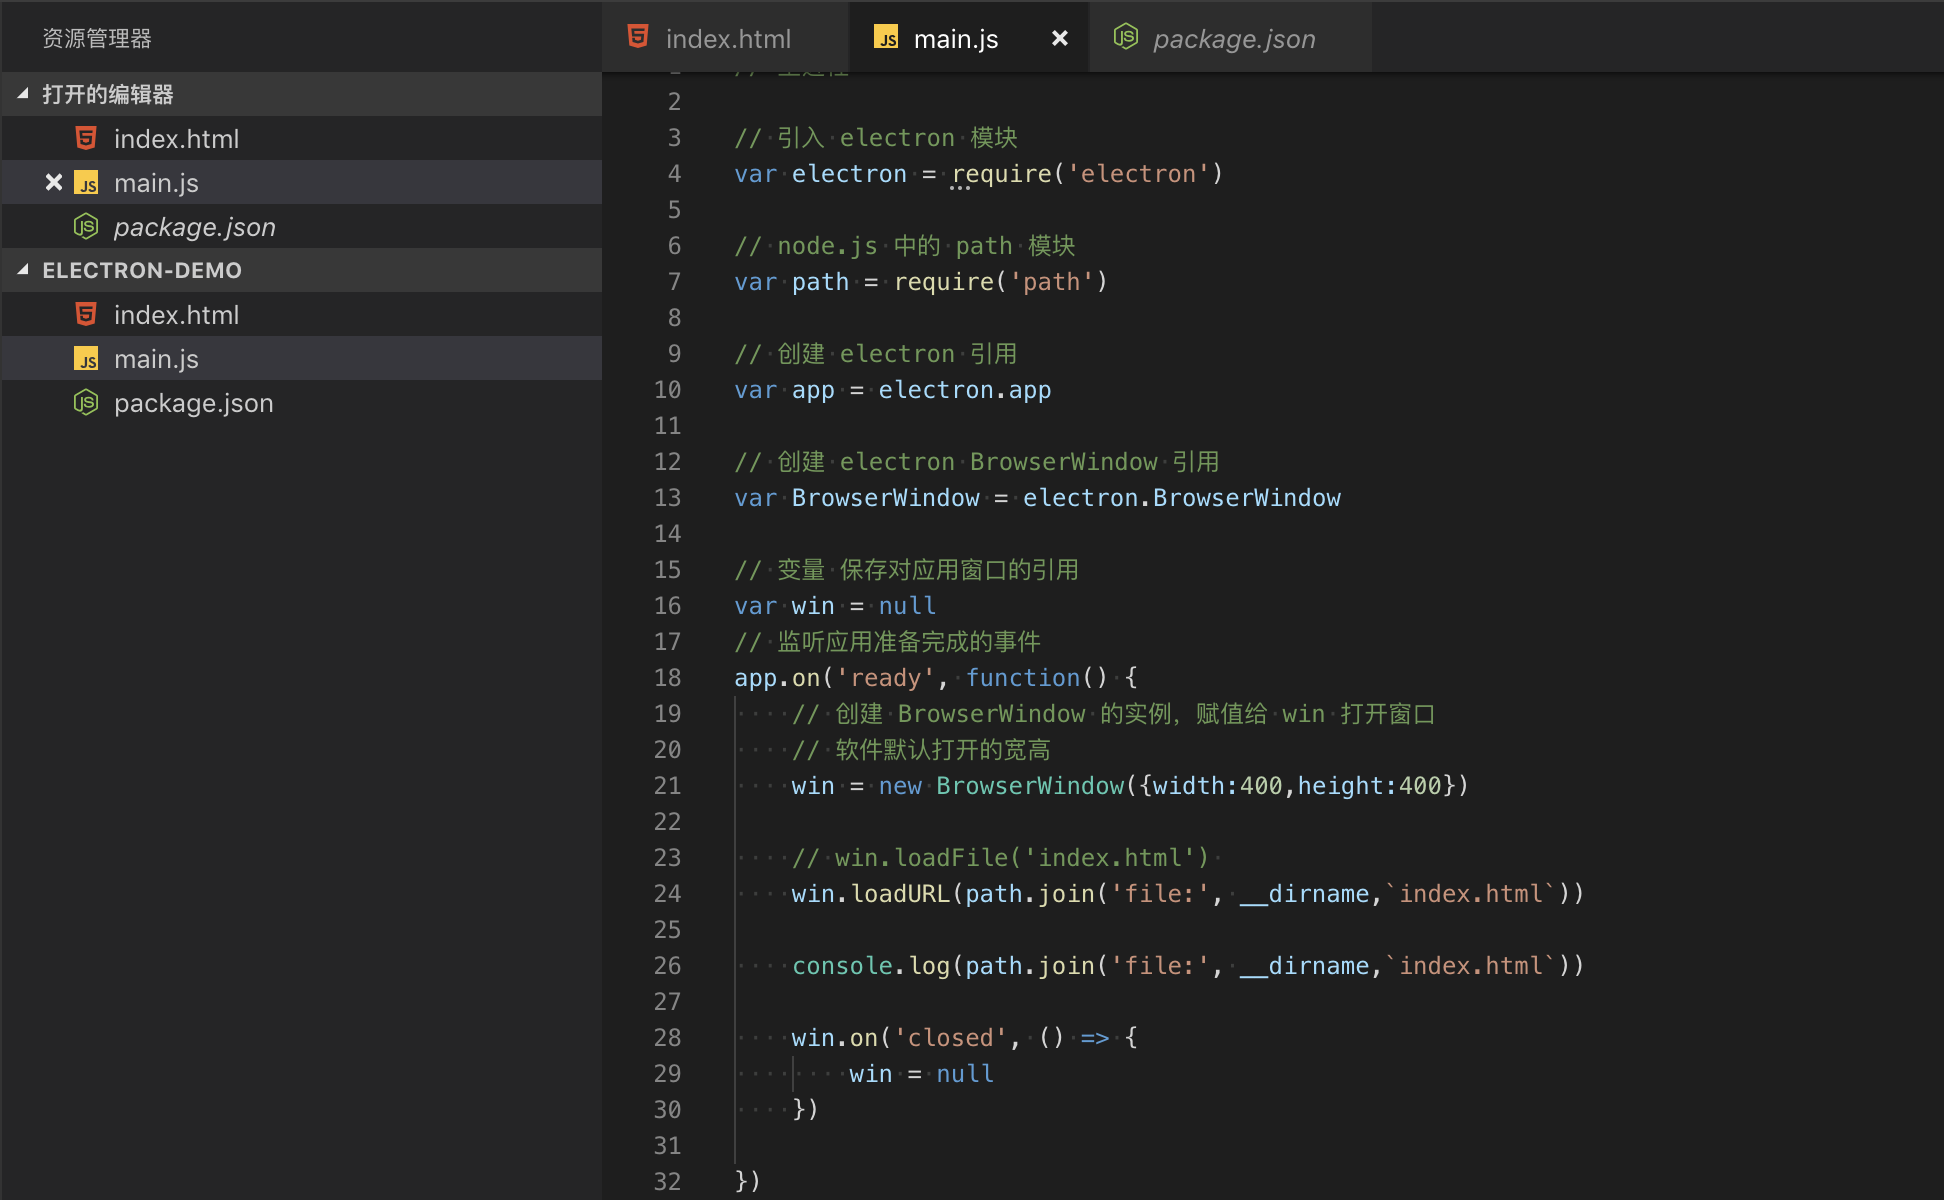 资源管理器
打开的编辑器
index.html
main.js
package.json
ELECTRON-DEMO
index.html
main.js
package.json
index.html
main.js
package.json
2
3 // 引入 electron 模块
4 var electron = require('electron')
5
6 // node.js 中的 path 模块
7 var path = require('path')
8
9 // 创建 electron 引用
10 var app = electron.app
11
12 // 创建 electron BrowserWindow 引用
13 var BrowserWindow = electron.BrowserWindow
14
15 // 变量 保存对应用窗口的引用
16 var win = null
17 // 监听应用准备完成的事件
18 app.on('ready', function() {
19 // 创建 BrowserWindow 的实例，赋值给 win 打开窗口
20 // 软件默认打开的宽高
21 win = new BrowserWindow({width:400,height:400})
22
23 // win.loadFile('index.html')
24 win.loadURL(path.join('file:', __dirname,`index.html`))
25
26 console.log(path.join('file:', __dirname,`index.html`))
27
28 win.on('closed', () => {
29 win = null
30 })
31
32 })